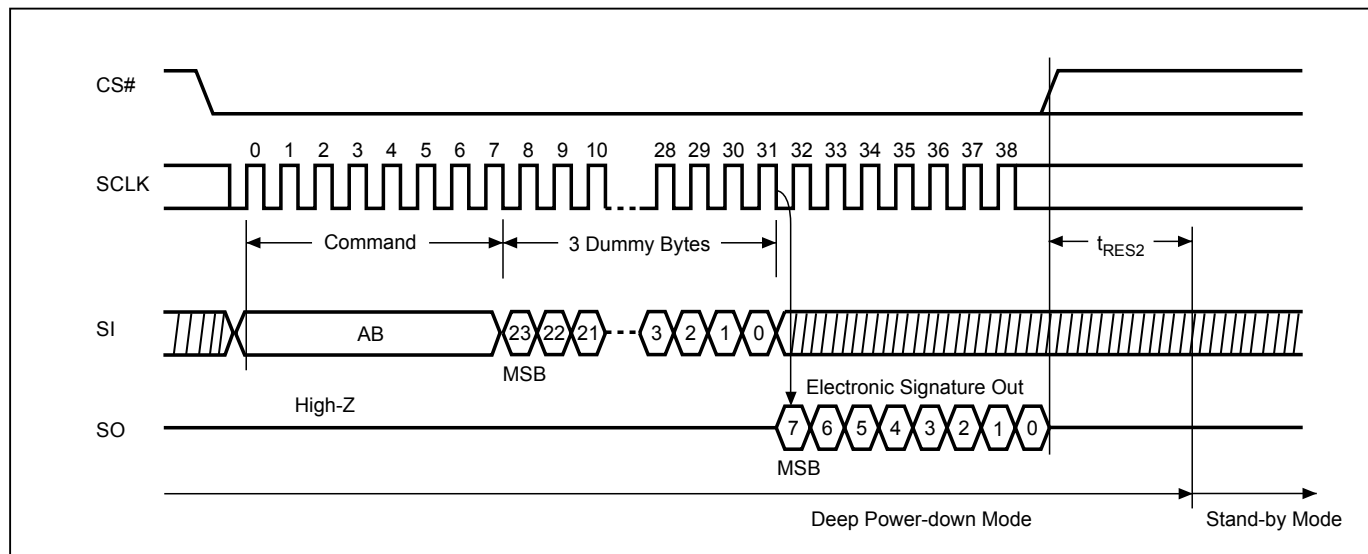 CS#
0 1 2 3 4 5 6 7 8 9 10 28 29 30 31 32 33 34 35 36 37 38
SCLK
Command 3 Dummy Bytes tRES2
SI AB 23 22 21 3 2 1 0
MSB
High-Z Electronic Signature Out
SO 7 6 5 4 3 2 1 0
MSB
Deep Power-down Mode Stand-by Mode